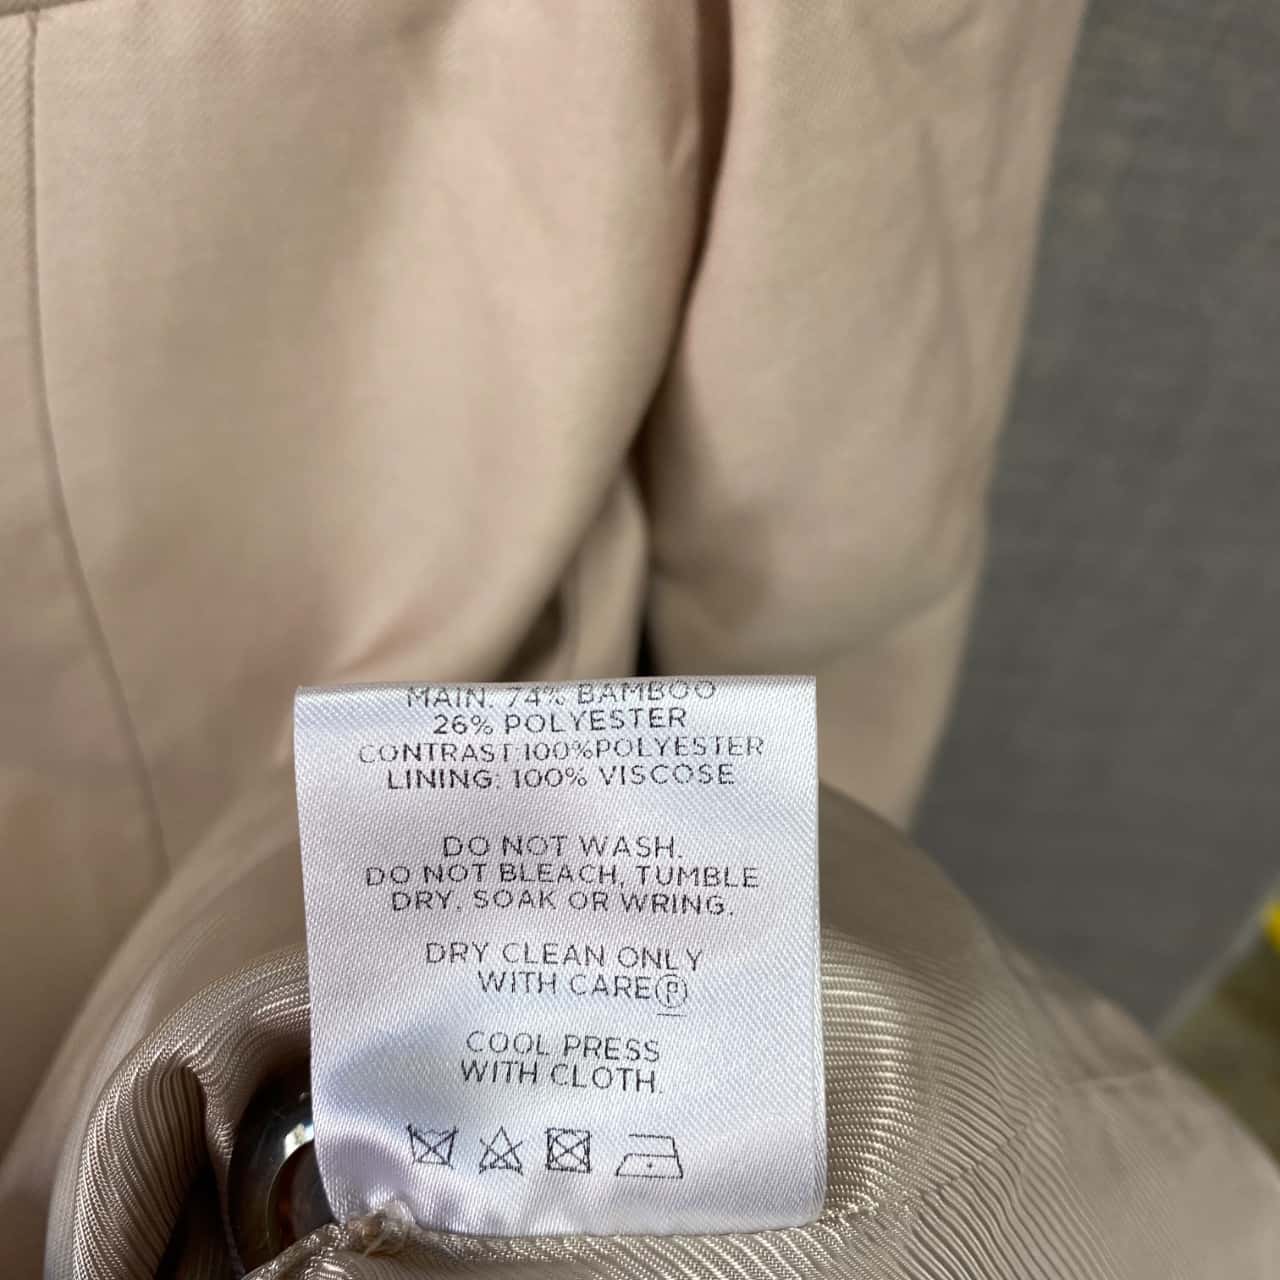 MAIN: 74% BAMBOO
26% POLYESTER
CONTRAST:100%POLYESTER
LINING: 100% VISCOSE
DO NOT WASH.
DO NOT BLEACH, TUMBLE
DRY, SOAK OR WRING.
DRY CLEAN ONLY
WITH CARE Ⓟ
COOL PRESS
WITH CLOTH.